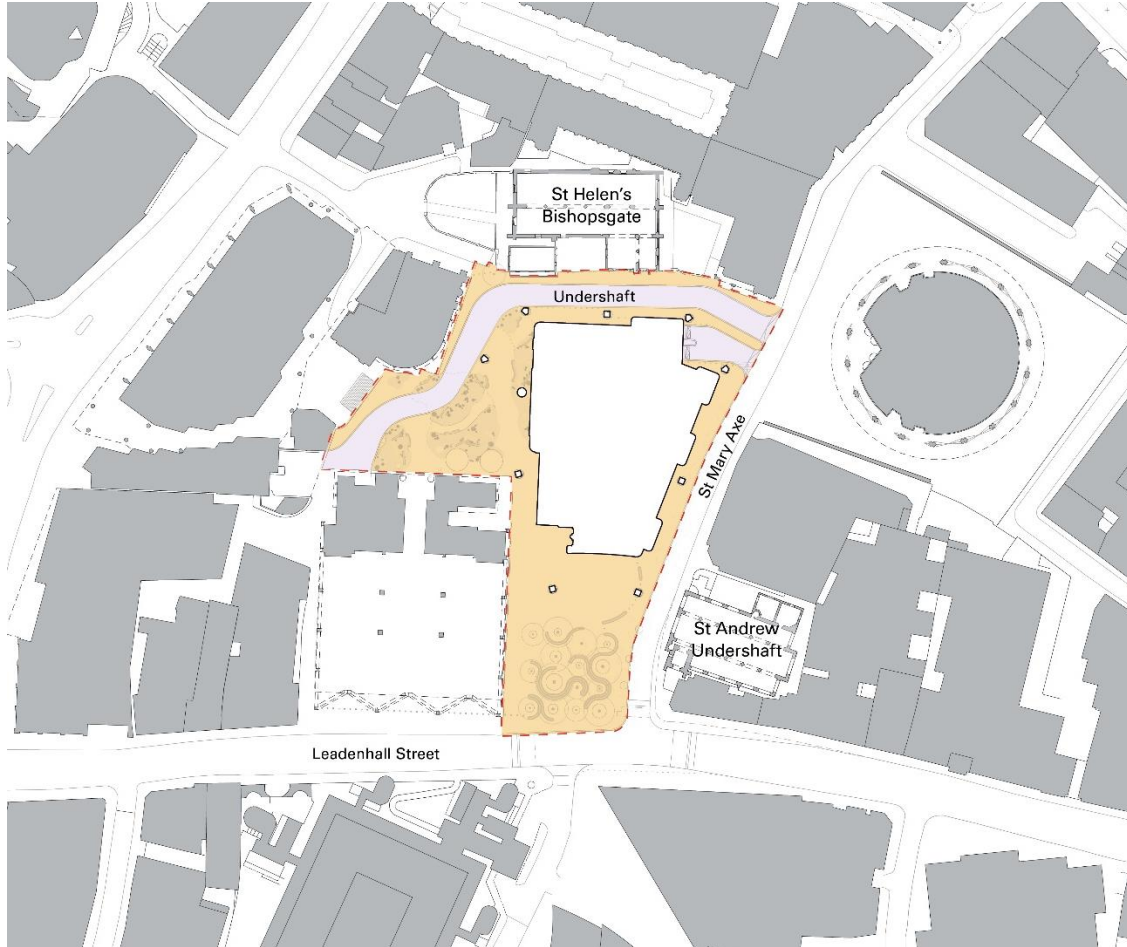 St Helen's
Bishopsgate
Undershaft
St Mary Axe
St Andrew
Undershaft
Leadenhall Street